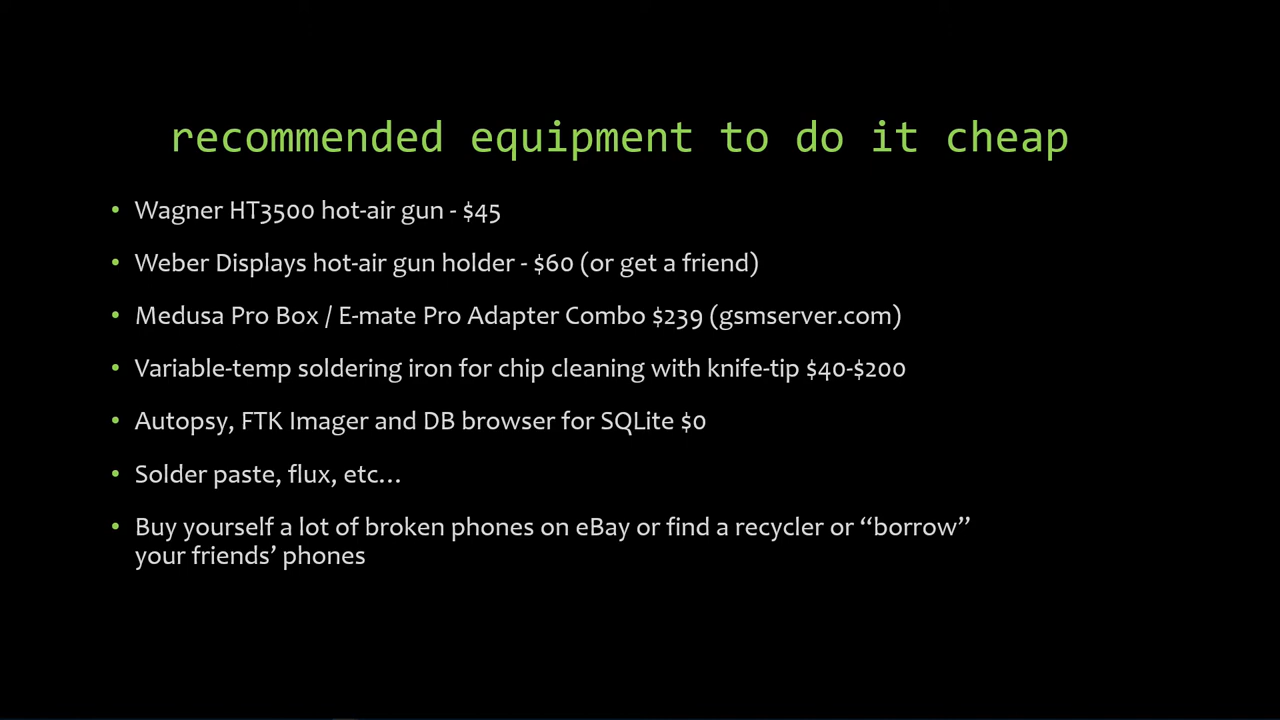 recommended equipment to do it cheap
• Wagner HT3500 hot-air gun - $45
• Weber Displays hot-air gun holder - $60 (or get a friend)
• Medusa Pro Box / E-mate Pro Adapter Combo $239 (gsmserver.com)
• Variable-temp soldering iron for chip cleaning with knife-tip $40-$200
• Autopsy, FTK Imager and DB browser for SQLite $0
• Solder paste, flux, etc…
• Buy yourself a lot of broken phones on eBay or find a recycler or “borrow”
your friends’ phones